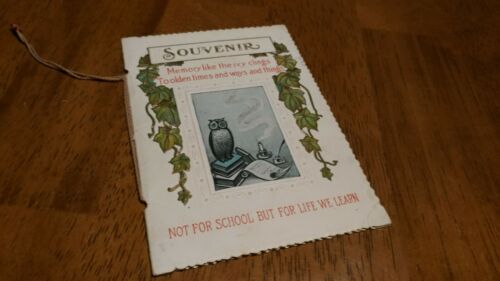 SOUVENIR
Memory like the ivy clings
To olden times and ways and things
NOT FOR SCHOOL BUT FOR LIFE WE LEARN